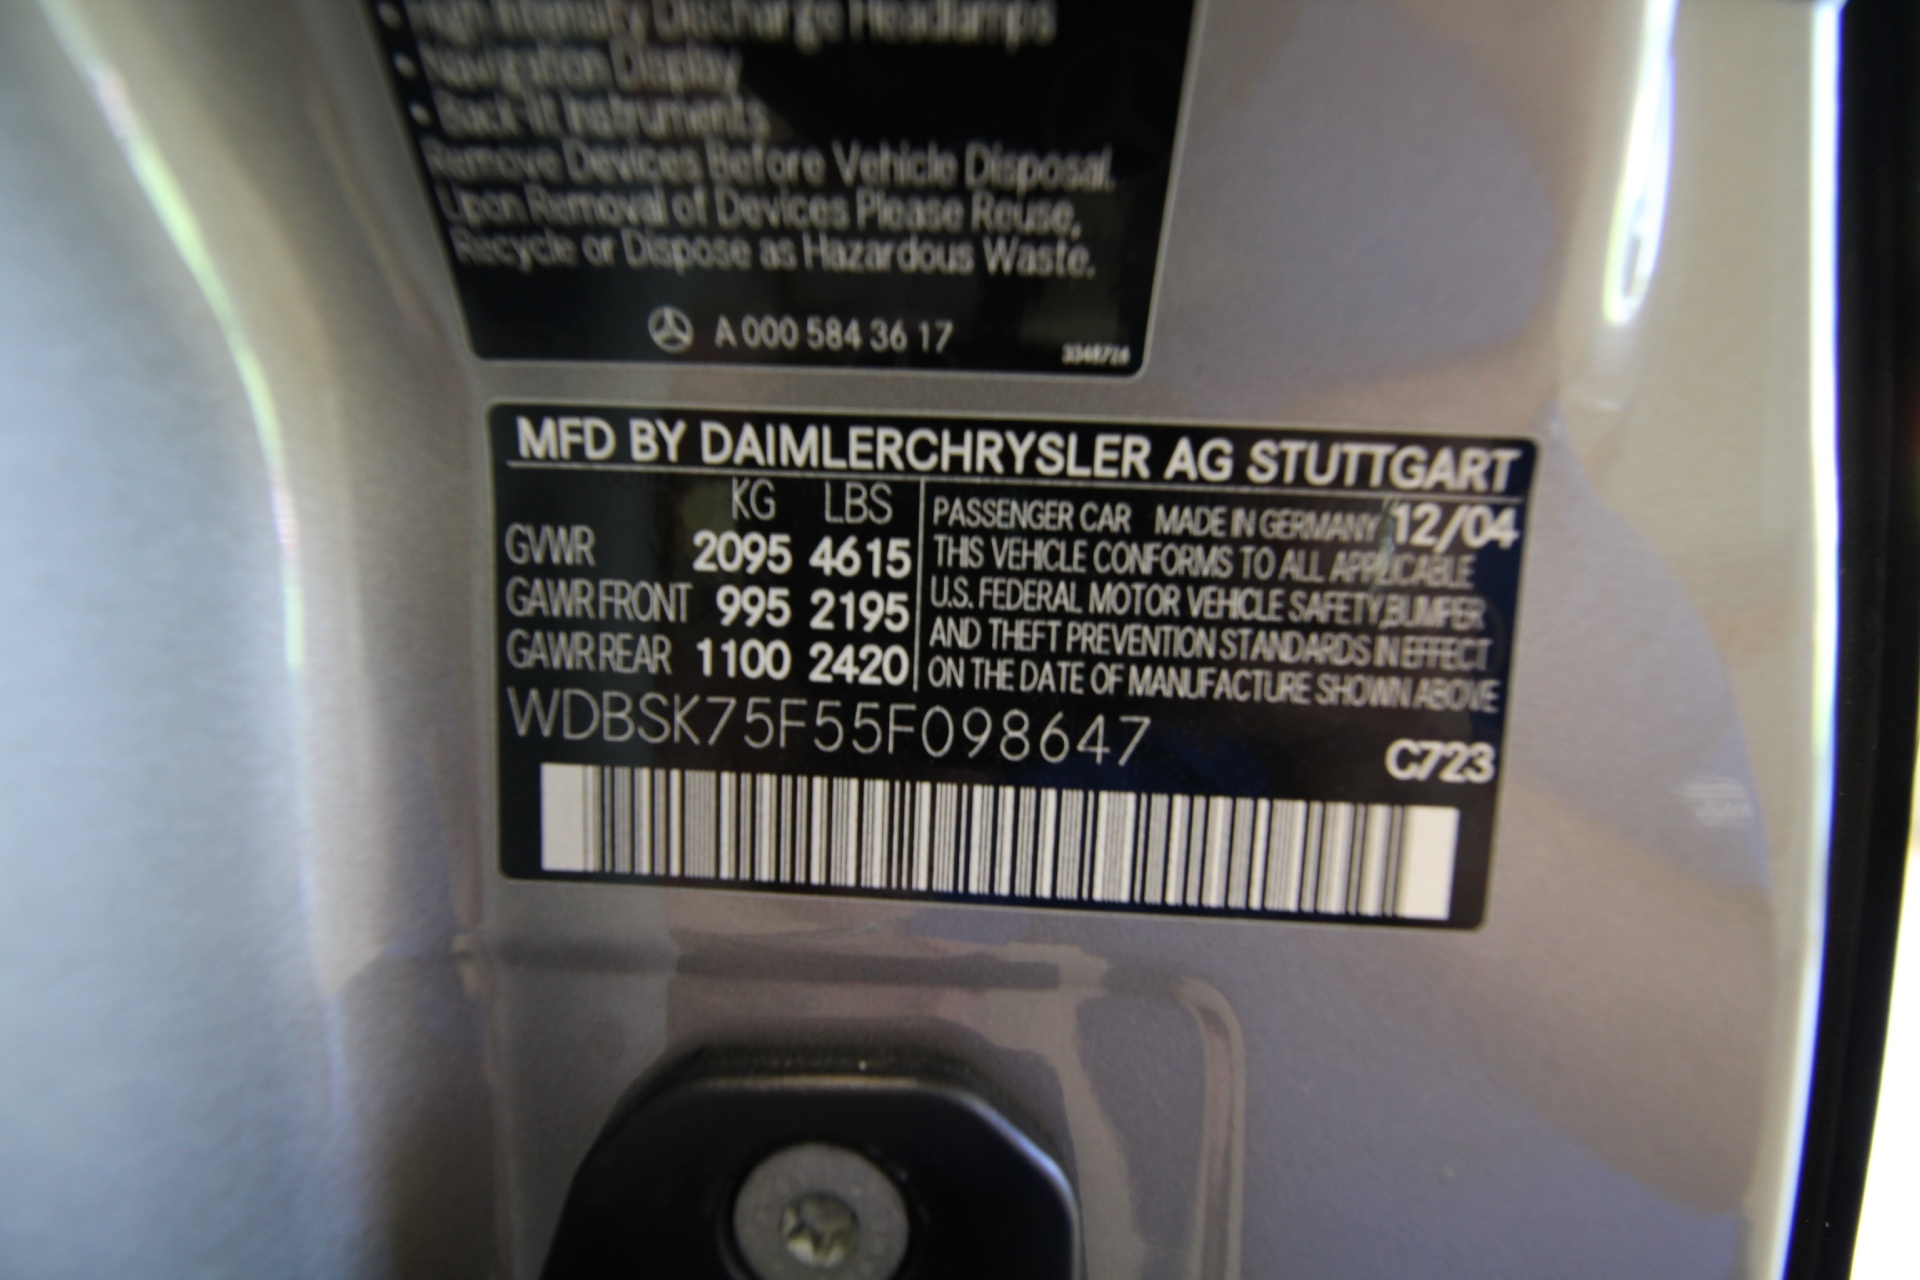 • High Intensity Discharge Headlamps
• Navigation Display
• Back-lit Instruments
Remove Devices Before Vehicle Disposal.
Upon Removal of Devices Please Reuse,
Recycle or Dispose as Hazardous Waste.
A 000 584 36 17
MFD BY DAIMLERCHRYSLER AG STUTTGART
KG LBS
GVWR 2095 4615
GAWR FRONT 995 2195
GAWR REAR 1100 2420
PASSENGER CAR MADE IN GERMANY 12/04
THIS VEHICLE CONFORMS TO ALL APPLICABLE
U.S. FEDERAL MOTOR VEHICLE SAFETY, BUMPER
AND THEFT PREVENTION STANDARDS IN EFFECT
ON THE DATE OF MANUFACTURE SHOWN ABOVE
WDBSK75F55F098647
C723